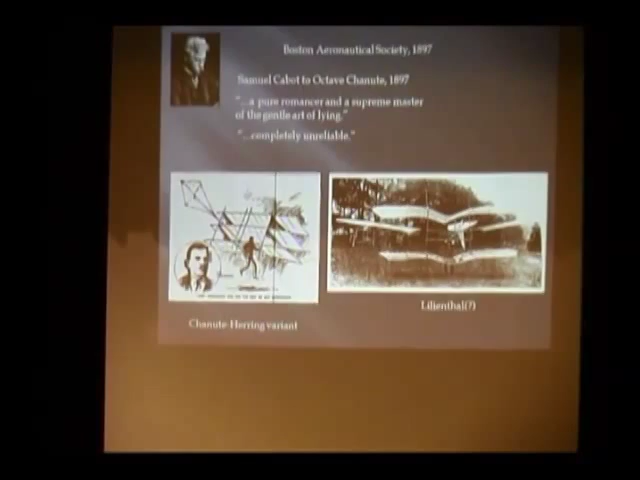 Boston Aeronautical Society, 1897
Samuel Cabot to Octave Chanute, 1897
"...a pure romancer and a supreme master
of the gentle art of lying."
"...completely unreliable."
Lilienthal(?)
Chanute-Herring variant